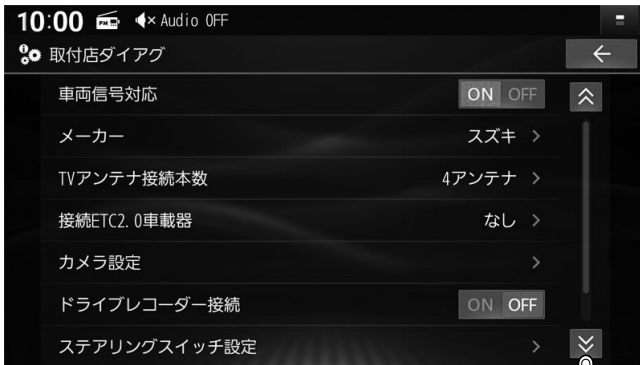 10:00 FM Audio OFF
取付店ダイアグ
車両信号対応 ON OFF
メーカー スズキ
TVアンテナ接続本数 4アンテナ
接続ETC2.0車載器 なし
カメラ設定
ドライブレコーダー接続 ON OFF
ステアリングスイッチ設定